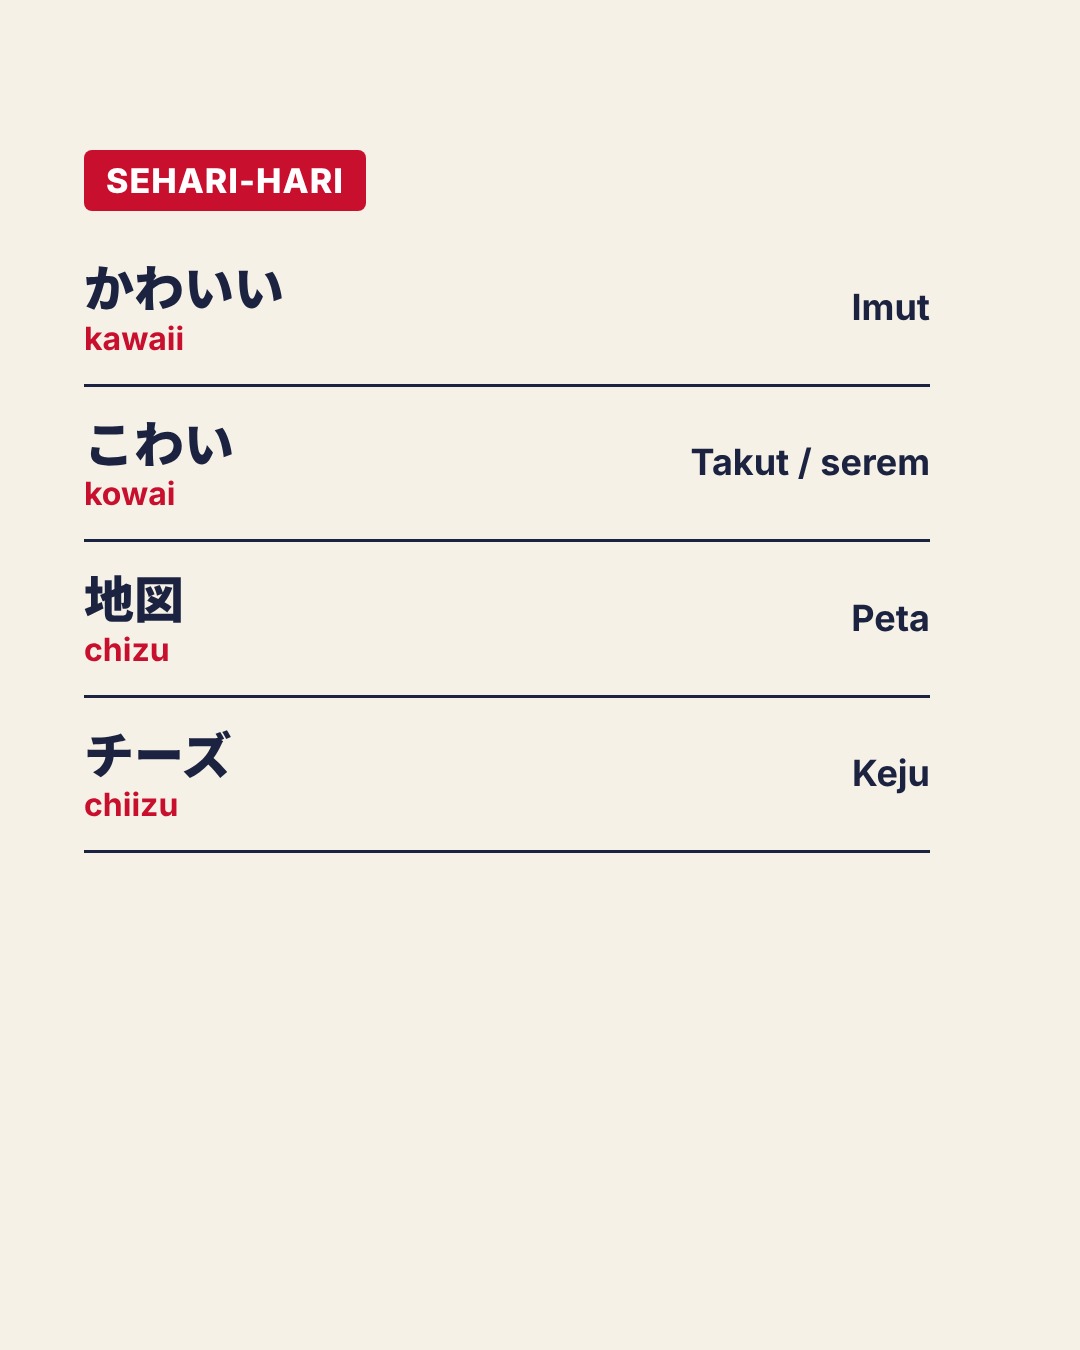 SEHARI-HARI
かわいい
kawaii
Imut
こわい
kowai
Takut / serem
地図
chizu
Peta
チーズ
chiizu
Keju